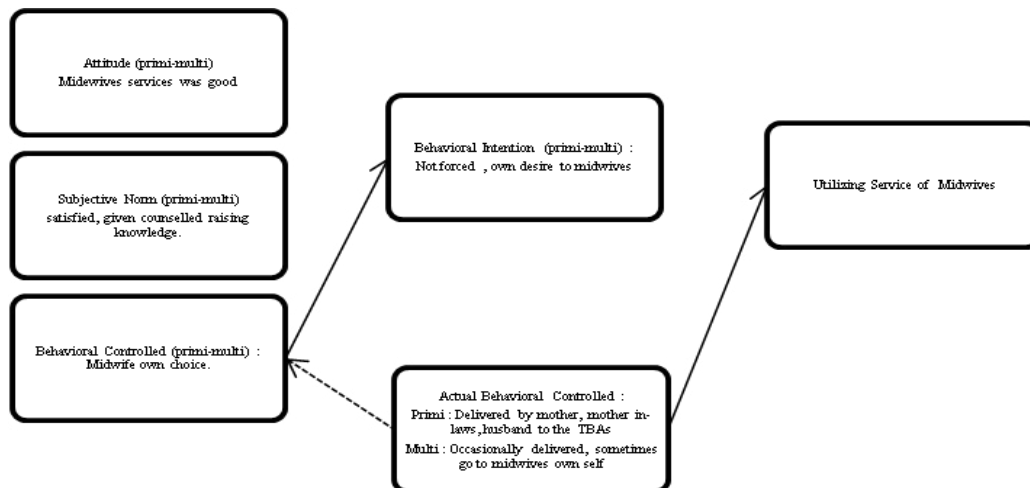 Attitude (primi-multi)
Midewives services was good
Subjective Norm (primi-multi)
satisfied, given counselled raising
knowledge.
Behavioral Controlled (primi-multi) :
Midwife own choice.
Behavioral Intention (primi-multi) :
Not forced , own desire to midwives
Actual Behavioral Controlled :
Primi : Delivered by mother, mother in-
laws, husband to the TBAs
Multi : Occasionally delivered, sometimes
go to midwives own self
Utilizing Service of Midwives